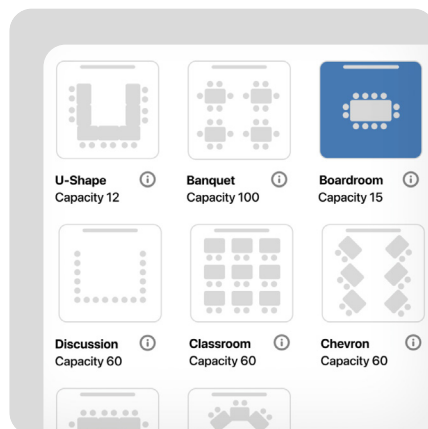 U-Shape
Capacity 12
Banquet
Capacity 100
Boardroom
Capacity 15
Discussion
Capacity 60
Classroom
Capacity 60
Chevron
Capacity 60